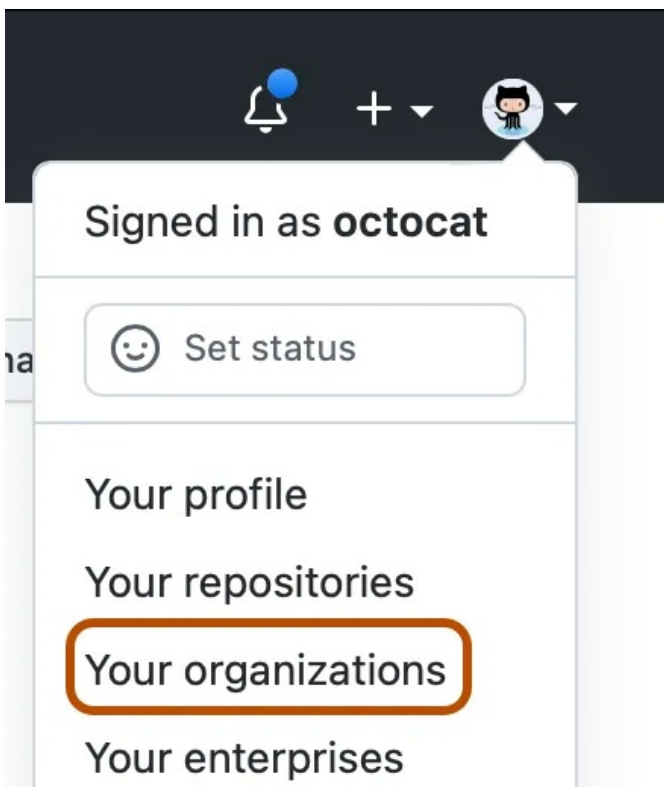 Signed in as octocat
Set status
Your profile
Your repositories
Your organizations
Your enterprises